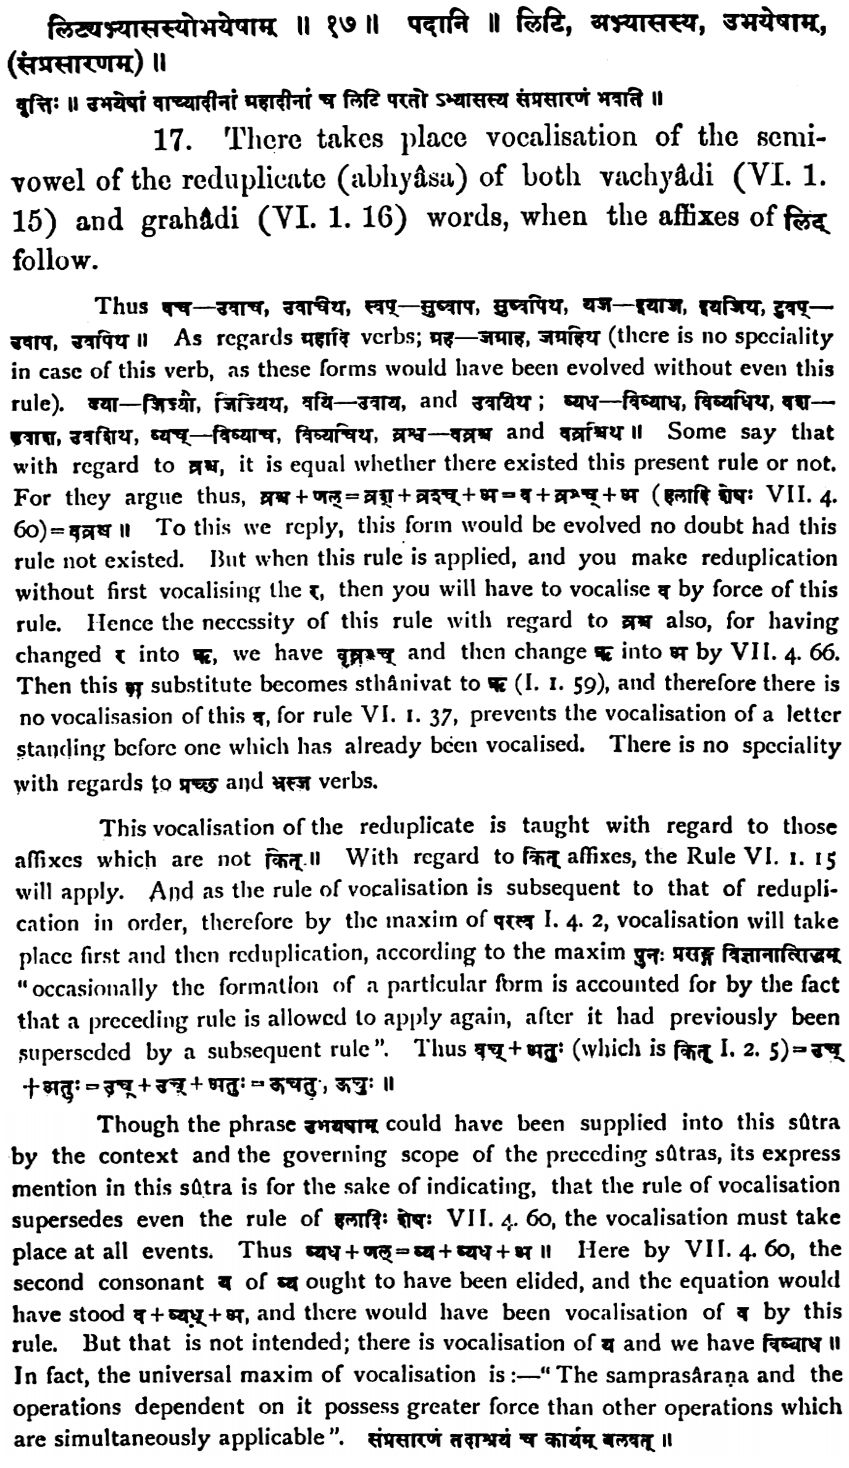 लिट्यभ्यासस्योभयेषाम् ॥ १७॥ पदानि ॥ लिटि, अभ्यासस्य, उभयेषाम्,
(संप्रसारणम्) ॥
वृत्तिः ॥ उभयेषां वाच्यादीनां ग्रहादीनां च लिटि परतो ऽभ्यासस्य संप्रसारणं भवति ॥
17. There takes place vocalisation of the semi-
vowel of the reduplicate (abhyâsa) of both vachyâdi (VI. 1.
15) and grahâdi (VI. 1. 16) words, when the affixes of लिट्
follow.
Thus वच—उवाच, उवाचिथ, स्वप्—सुष्वाप, सुष्वपिथ, यज—इयाज, इयजिथ, टुवप्—
उवाप, उवपिथ ॥ As regards ग्रहादि verbs; ग्रह—जग्राह, जग्रहिथ (there is no speciality
in case of this verb, as these forms would have been evolved without even this
rule). ज्या—जिज्यौ, जिज्यिथ, वयि—उवाय, and उवयिथ; व्यध—विव्याध, विव्यधिथ, वश—
उवाश, उवशिथ, व्यच्—विव्याच, विव्यचिथ, व्रश्च—वव्रश्च and वव्रश्चिथ ॥ Some say that
with regard to व्रश्च, it is equal whether there existed this present rule or not.
For they argue thus, व्रश्च + णल् = व्रश् + व्रश्च् + अ = व + व्रश्च् + अ (हलादि शेषः VII. 4.
60) = वव्रश्च ॥ To this we reply, this form would be evolved no doubt had this
rule not existed. But when this rule is applied, and you make reduplication
without first vocalising the र, then you will have to vocalise व by force of this
rule. Hence the necessity of this rule with regard to व्रश्च also, for having
changed र into ऋ, we have वृव्रश्च् and then change ऋ into अ by VII. 4. 66.
Then this अ substitute becomes sthânivat to ऋ (I. 1. 59), and therefore there is
no vocalisasion of this व, for rule VI. 1. 37, prevents the vocalisation of a letter
standing before one which has already been vocalised. There is no speciality
with regards to प्रच्छ and भ्रस्ज verbs.
This vocalisation of the reduplicate is taught with regard to those
affixes which are not कित् ॥ With regard to कित् affixes, the Rule VI. 1. 15
will apply. And as the rule of vocalisation is subsequent to that of redupli-
cation in order, therefore by the maxim of परत्व I. 4. 2, vocalisation will take
place first and then reduplication, according to the maxim पुनः प्रसङ्ग विज्ञानात्सिद्धम्
“occasionally the formation of a particular form is accounted for by the fact
that a preceding rule is allowed to apply again, after it had previously been
superseded by a subsequent rule”. Thus वच् + अतुः (which is कित् I. 2. 5) = उच्
+ अतुः = उच् + उच् + अतुः = ऊचतु, ऊचुः ॥
Though the phrase उभयषाम् could have been supplied into this sûtra
by the context and the governing scope of the preceding sûtras, its express
mention in this sûtra is for the sake of indicating, that the rule of vocalisation
supersedes even the rule of हलादिः शेषः VII. 4. 60, the vocalisation must take
place at all events. Thus व्यध + णल् = व्य + व्यध + अ ॥ Here by VII. 4. 60, the
second consonant य of व्य ought to have been elided, and the equation would
have stood व + व्यध् + अ, and there would have been vocalisation of व by this
rule. But that is not intended; there is vocalisation of य and we have विव्याध ॥
In fact, the universal maxim of vocalisation is :—“The samprasâraṇa and the
operations dependent on it possess greater force than other operations which
are simultaneously applicable”. संप्रसारणं तदाश्रयं च कार्यम् बलवत् ॥